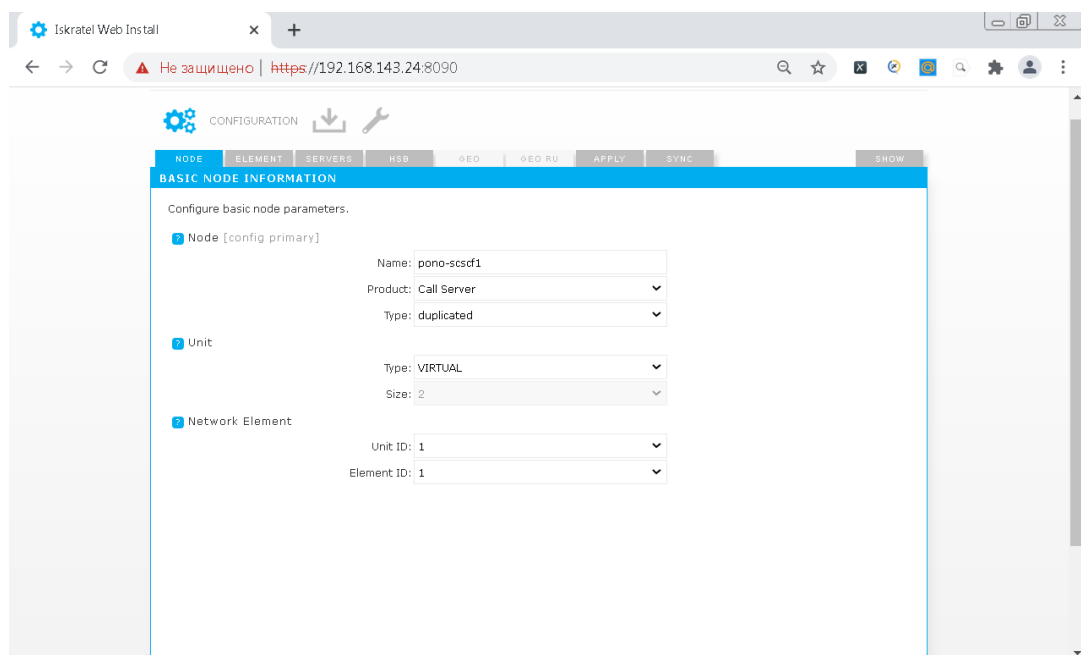 Iskratel Web Install
Не защищено | https://192.168.143.24:8090
CONFIGURATION
NODE ELEMENT SERVERS HSB GEO GEO RU APPLY SYNC SHOW
BASIC NODE INFORMATION
Configure basic node parameters.
? Node [config primary]
Name: pono-scscf1
Product: Call Server
Type: duplicated
? Unit
Type: VIRTUAL
Size: 2
? Network Element
Unit ID: 1
Element ID: 1